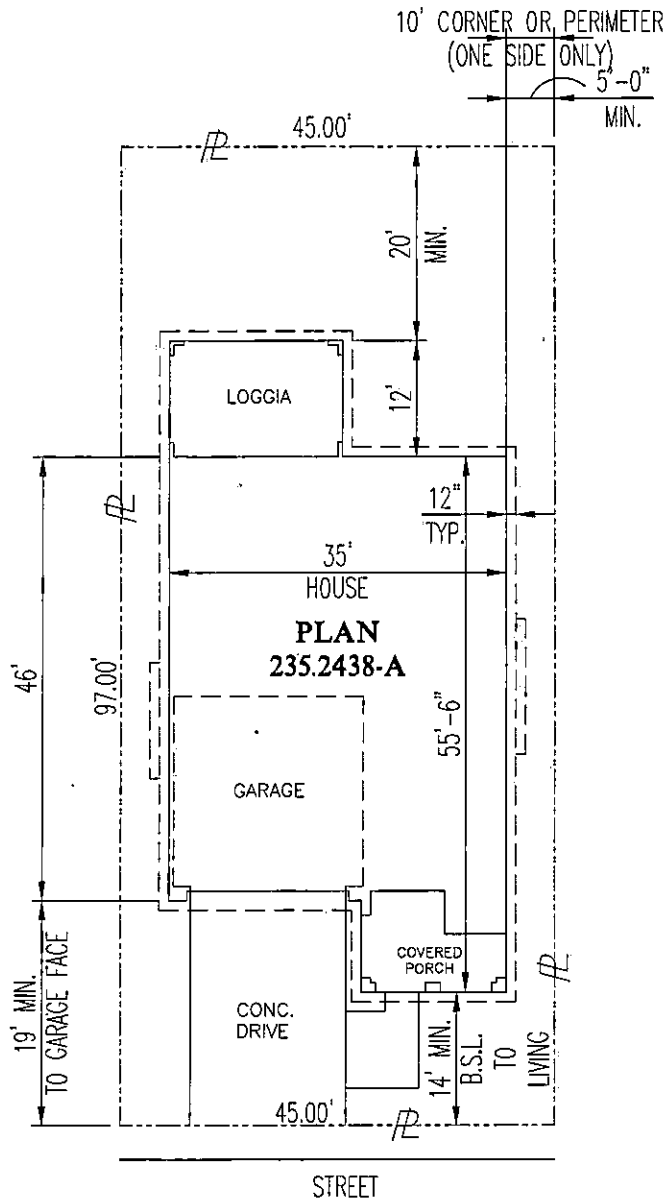 10' CORNER OR PERIMETER
(ONE SIDE ONLY)
5'-0"
MIN.
45.00'
PL
20'
MIN.
LOGGIA
12'
12"
TYP.
PL
35'
HOUSE
PLAN
235.2438-A
46'
97.00'
55'-6"
GARAGE
COVERED
PORCH
PL
19' MIN.
TO GARAGE FACE
CONC.
DRIVE
14' MIN.
B.S.L.
TO
LIVING
45.00'
PL
STREET